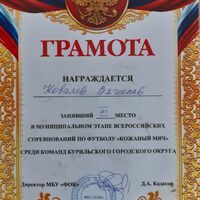 ГРАМОТА
НАГРАЖДАЕТСЯ
Ковалев Вячеслав
ЗАНЯВШИЙ III МЕСТО
В МУНИЦИПАЛЬНОМ ЭТАПЕ ВСЕРОССИЙСКИХ
СОРЕВНОВАНИЙ ПО ФУТБОЛУ «КОЖАНЫЙ МЯЧ»
СРЕДИ КОМАНД КУРИЛЬСКОГО ГОРОДСКОГО ОКРУГА
Директор МБУ «ФОК» Д.А. Казаков